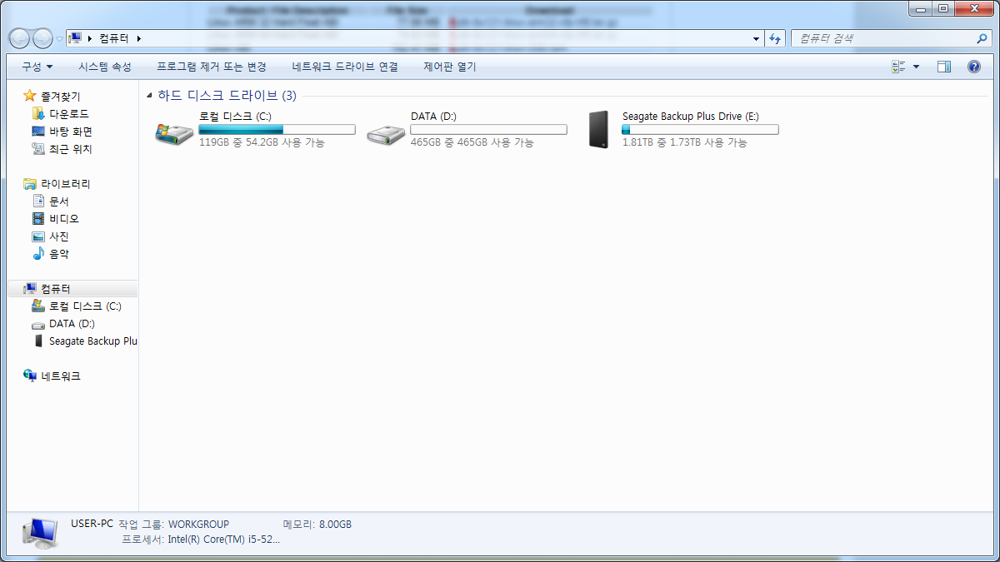 Product / File Description File Size Download
컴퓨터
컴퓨터 검색
구성 시스템 속성 프로그램 제거 또는 변경 네트워크 드라이브 연결 제어판 열기
즐겨찾기
다운로드
바탕 화면
최근 위치
라이브러리
문서
비디오
사진
음악
컴퓨터
로컬 디스크 (C:)
DATA (D:)
Seagate Backup Plu
네트워크
하드 디스크 드라이브 (3)
로컬 디스크 (C:)
119GB 중 54.2GB 사용 가능
DATA (D:)
465GB 중 465GB 사용 가능
Seagate Backup Plus Drive (E:)
1.81TB 중 1.73TB 사용 가능
USER-PC 작업 그룹: WORKGROUP 메모리: 8.00GB
프로세서: Intel(R) Core(TM) i5-52...